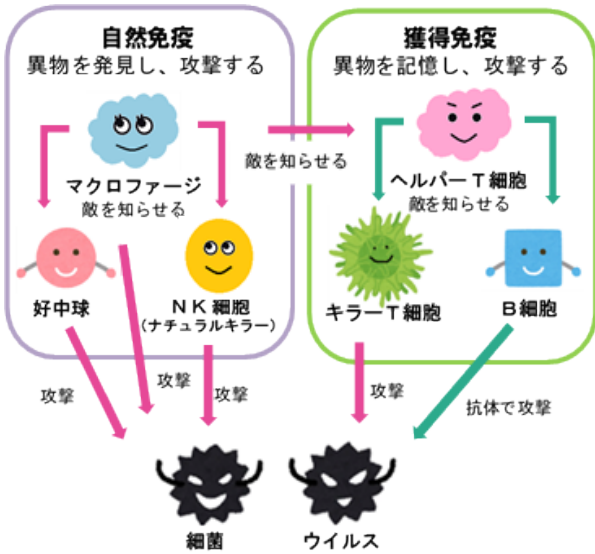 自然免疫
異物を発見し、攻撃する
マクロファージ
敵を知らせる
好中球
NK細胞
(ナチュラルキラー)
敵を知らせる
獲得免疫
異物を記憶し、攻撃する
ヘルパーT細胞
敵を知らせる
キラーT細胞
B細胞
攻撃
攻撃
攻撃
攻撃
抗体で攻撃
細菌
ウイルス